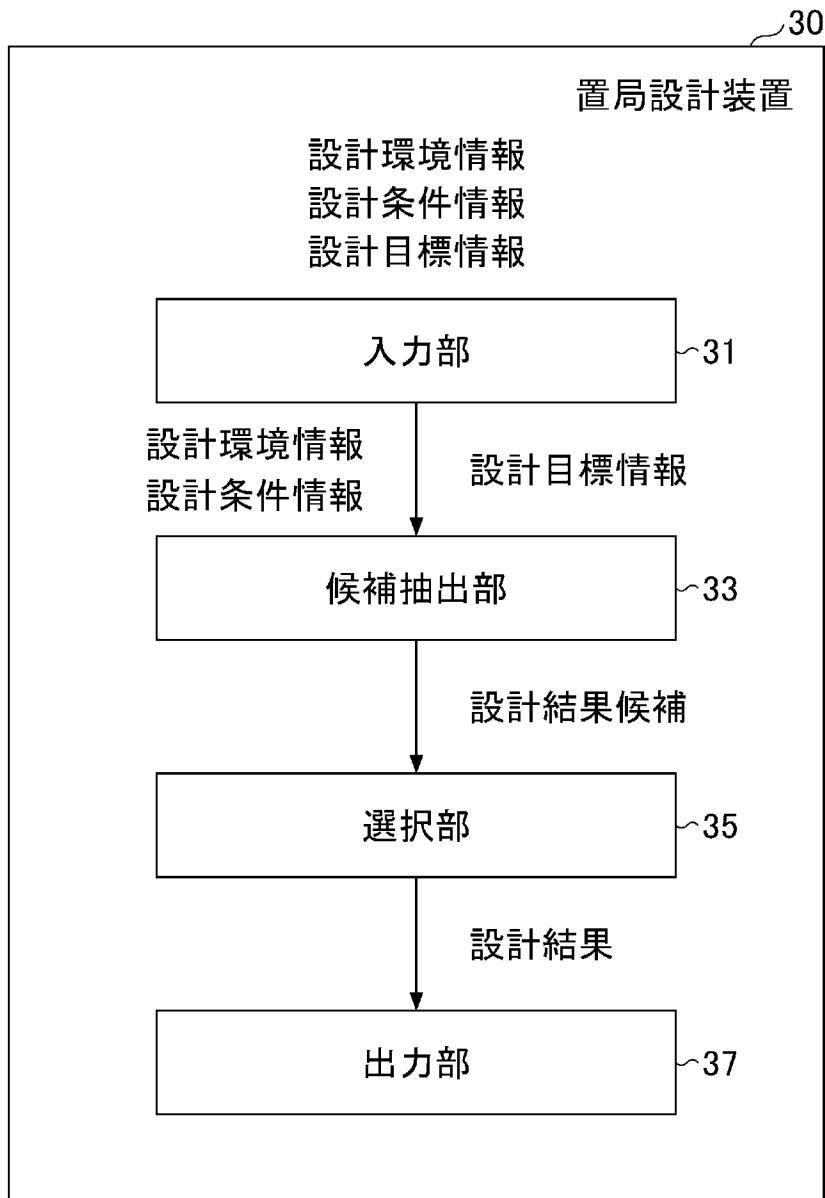 30
置局設計装置
設計環境情報
設計条件情報
設計目標情報
入力部
31
設計環境情報
設計条件情報
設計目標情報
候補抽出部
33
設計結果候補
選択部
35
設計結果
出力部
37